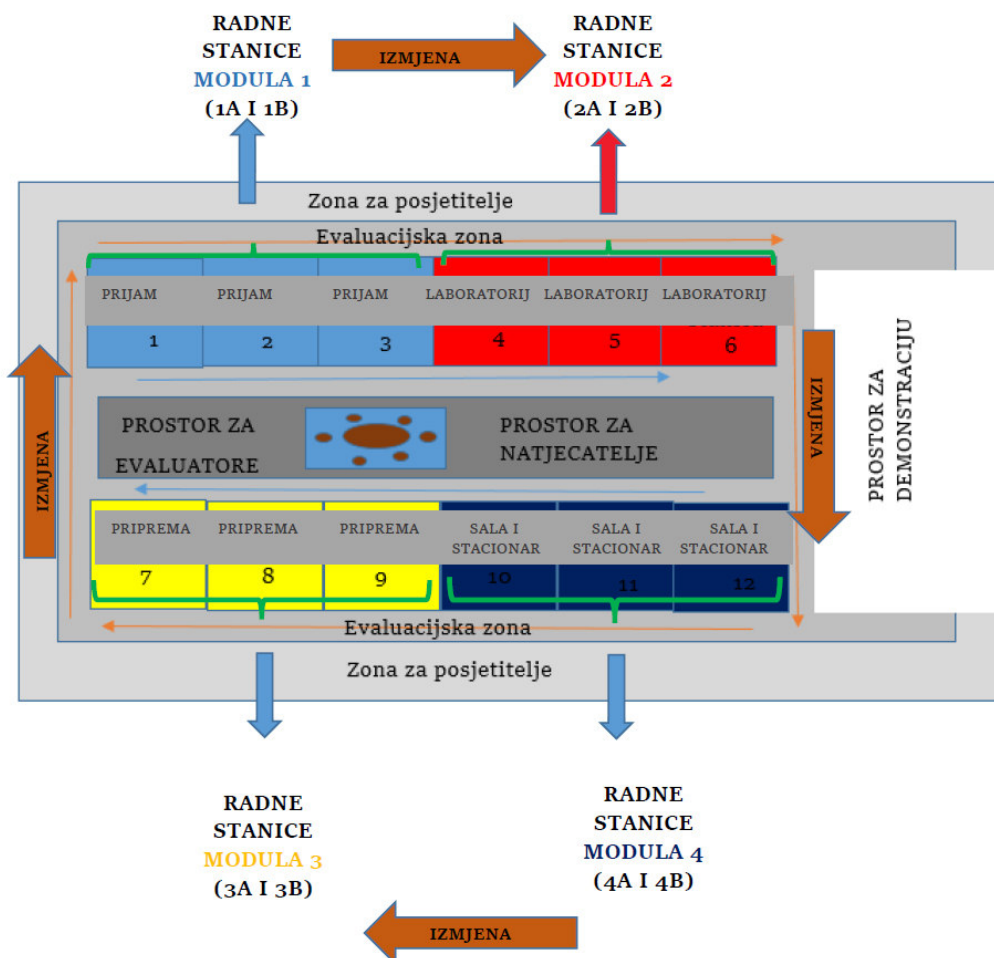 RADNE
STANICE
MODULA 1
(1A I 1B)
IZMJENA
RADNE
STANICE
MODULA 2
(2A I 2B)
Zona za posjetitelje
Evaluacijska zona
PRIJAM
PRIJAM
PRIJAM
LABORATORIJ
LABORATORIJ
LABORATORIJ
1
2
3
4
5
6
IZMJENA
PROSTOR ZA
EVALUATORE
PROSTOR ZA
NATJECATELJE
IZMJENA
PROSTOR ZA
DEMONSTRACIJU
PRIPREMA
PRIPREMA
PRIPREMA
SALA I
STACIONAR
SALA I
STACIONAR
SALA I
STACIONAR
7
8
9
10
11
12
Evaluacijska zona
Zona za posjetitelje
RADNE
STANICE
MODULA 3
(3A I 3B)
RADNE
STANICE
MODULA 4
(4A I 4B)
IZMJENA